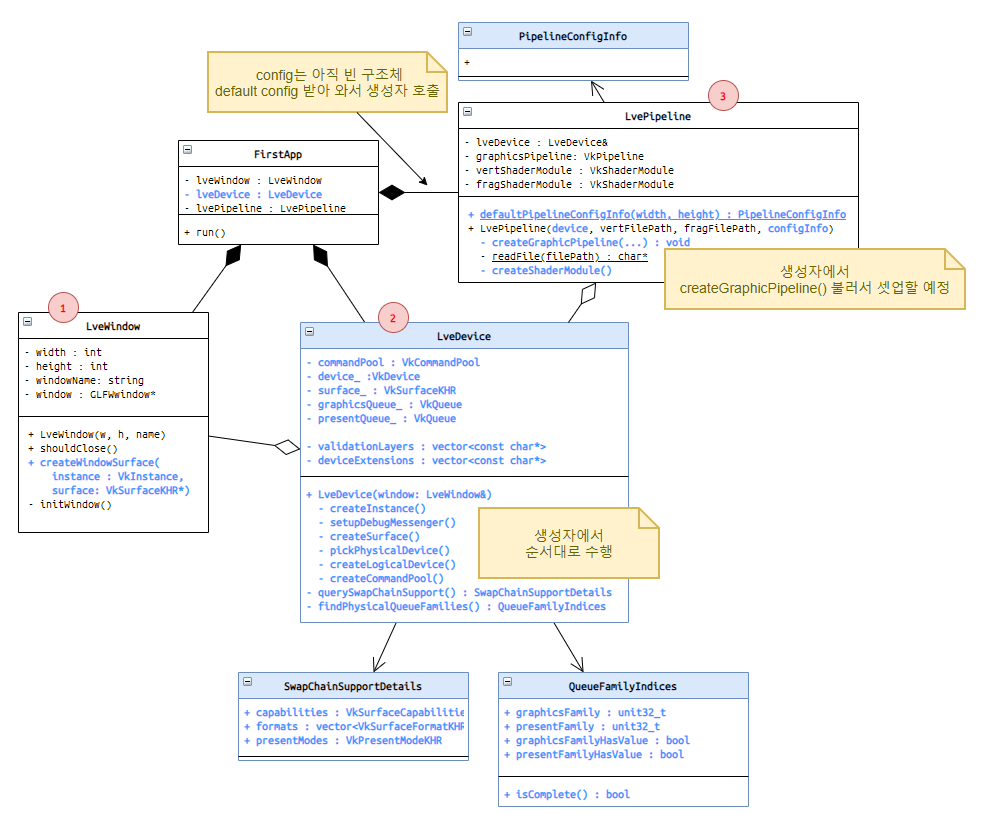 PipelineConfigInfo
+
config는 아직 빈 구조체
default config 받아 와서 생성자 호출
3
LvePipeline
- lveDevice : LveDevice&
- graphicsPipeline: VkPipeline
- vertShaderModule : VkShaderModule
- fragShaderModule : VkShaderModule
+ defaultPipelineConfigInfo(width, height) : PipelineConfigInfo
+ LvePipeline(device, vertFilePath, fragFilePath, configInfo)
- createGraphicPipeline(...) : void
- readFile(filePath) : char*
- createShaderModule()
생성자에서
createGraphicPipeline() 불러서 셋업할 예정
FirstApp
- lveWindow : LveWindow
- lveDevice : LveDevice
- lvePipeline : LvePipeline
+ run()
1
LveWindow
- width : int
- height : int
- windowName: string
- window : GLFWwindow*
+ LveWindow(w, h, name)
+ shouldClose()
+ createWindowSurface(
instance : VkInstance,
surface: VkSurfaceKHR*)
- initWindow()
2
LveDevice
- commandPool : VkCommandPool
- device_ :VkDevice
- surface_ : VkSurfaceKHR
- graphicsQueue_ : VkQueue
- presentQueue_ : VkQueue
- validationLayers : vector<const char*>
- deviceExtensions : vector<const char*>
+ LveDevice(window: LveWindow&)
- createInstance()
- setupDebugMessenger()
- createSurface()
- pickPhysicalDevice()
- createLogicalDevice()
- createCommandPool()
- querySwapChainSupport() : SwapChainSupportDetails
- findPhysicalQueueFamilies() : QueueFamilyIndices
생성자에서
순서대로 수행
SwapChainSupportDetails
+ capabilities : VkSurfaceCapabilitie
+ formats : vector<VkSurfaceFormatKHR
+ presentModes : VkPresentModeKHR
QueueFamilyIndices
+ graphicsFamily : unit32_t
+ presentFamily : unit32_t
+ graphicsFamilyHasValue : bool
+ presentFamilyHasValue : bool
+ isComplete() : bool